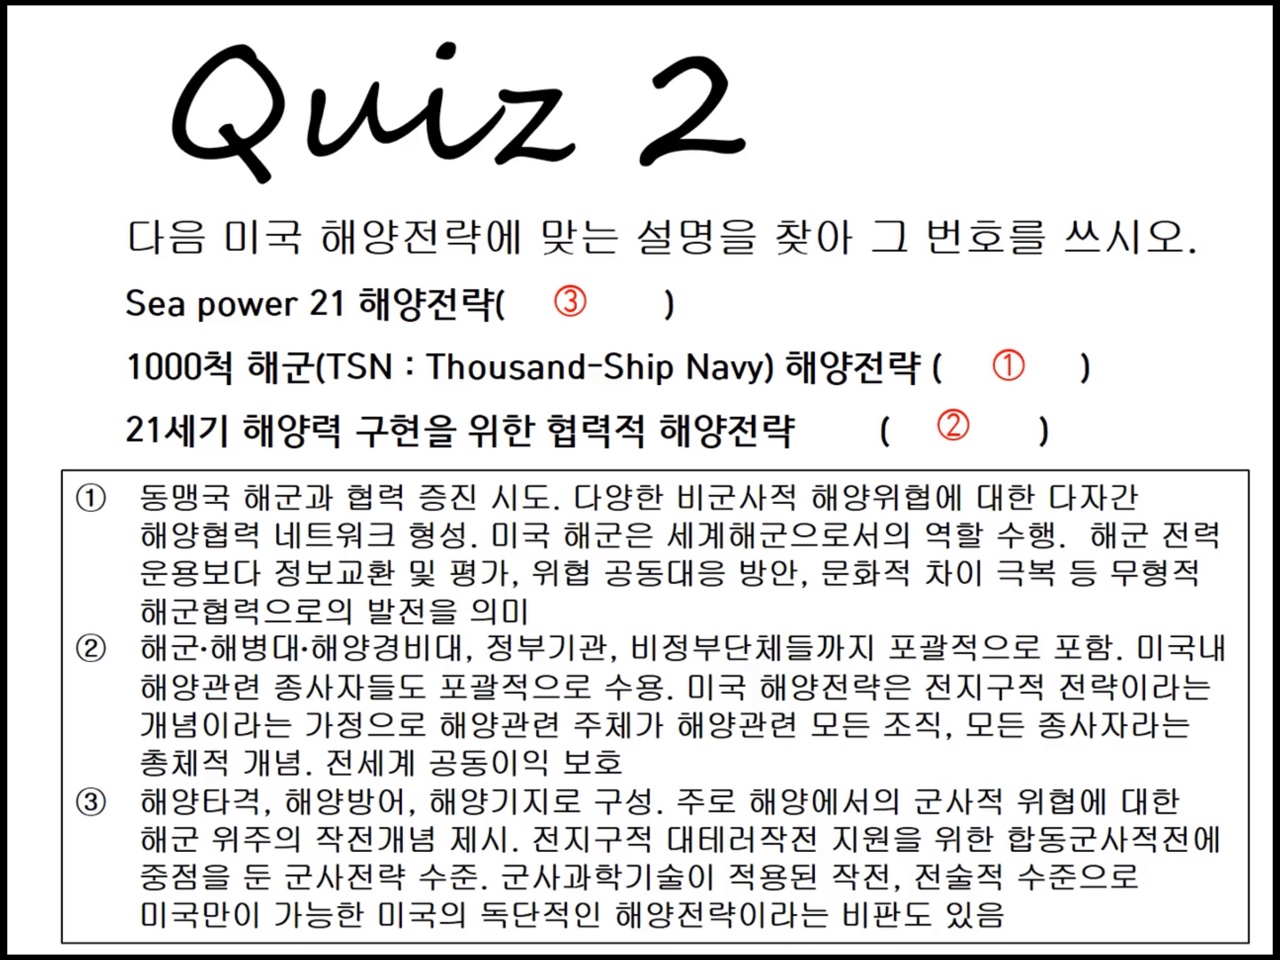 Quiz 2
다음 미국 해양전략에 맞는 설명을 찾아 그 번호를 쓰시오.
Sea power 21 해양전략( ③ )
1000척 해군(TSN : Thousand-Ship Navy) 해양전략 ( ① )
21세기 해양력 구현을 위한 협력적 해양전략 ( ② )
① 동맹국 해군과 협력 증진 시도. 다양한 비군사적 해양위협에 대한 다자간
해양협력 네트워크 형성. 미국 해군은 세계해군으로서의 역할 수행. 해군 전력
운용보다 정보교환 및 평가, 위협 공동대응 방안, 문화적 차이 극복 등 무형적
해군협력으로의 발전을 의미
② 해군·해병대·해양경비대, 정부기관, 비정부단체들까지 포괄적으로 포함. 미국내
해양관련 종사자들도 포괄적으로 수용. 미국 해양전략은 전지구적 전략이라는
개념이라는 가정으로 해양관련 주체가 해양관련 모든 조직, 모든 종사자라는
총체적 개념. 전세계 공동이익 보호
③ 해양타격, 해양방어, 해양기지로 구성. 주로 해양에서의 군사적 위협에 대한
해군 위주의 작전개념 제시. 전지구적 대테러작전 지원을 위한 합동군사적전에
중점을 둔 군사전략 수준. 군사과학기술이 적용된 작전, 전술적 수준으로
미국만이 가능한 미국의 독단적인 해양전략이라는 비판도 있음